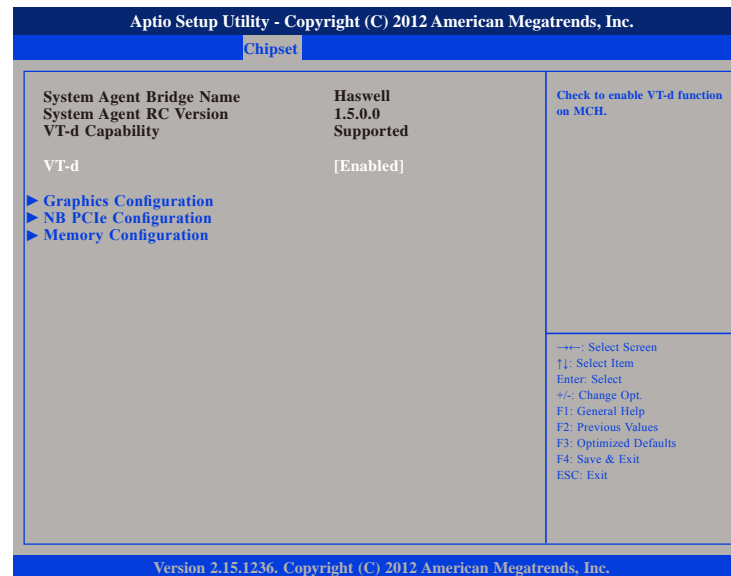 Aptio Setup Utility - Copyright (C) 2012 American Megatrends, Inc.
Chipset
System Agent Bridge Name Haswell
System Agent RC Version 1.5.0.0
VT-d Capability Supported
VT-d [Enabled]
▶ Graphics Configuration
▶ NB PCIe Configuration
▶ Memory Configuration
Check to enable VT-d function
on MCH.
→←: Select Screen
↑↓: Select Item
Enter: Select
+/-: Change Opt.
F1: General Help
F2: Previous Values
F3: Optimized Defaults
F4: Save & Exit
ESC: Exit
Version 2.15.1236. Copyright (C) 2012 American Megatrends, Inc.